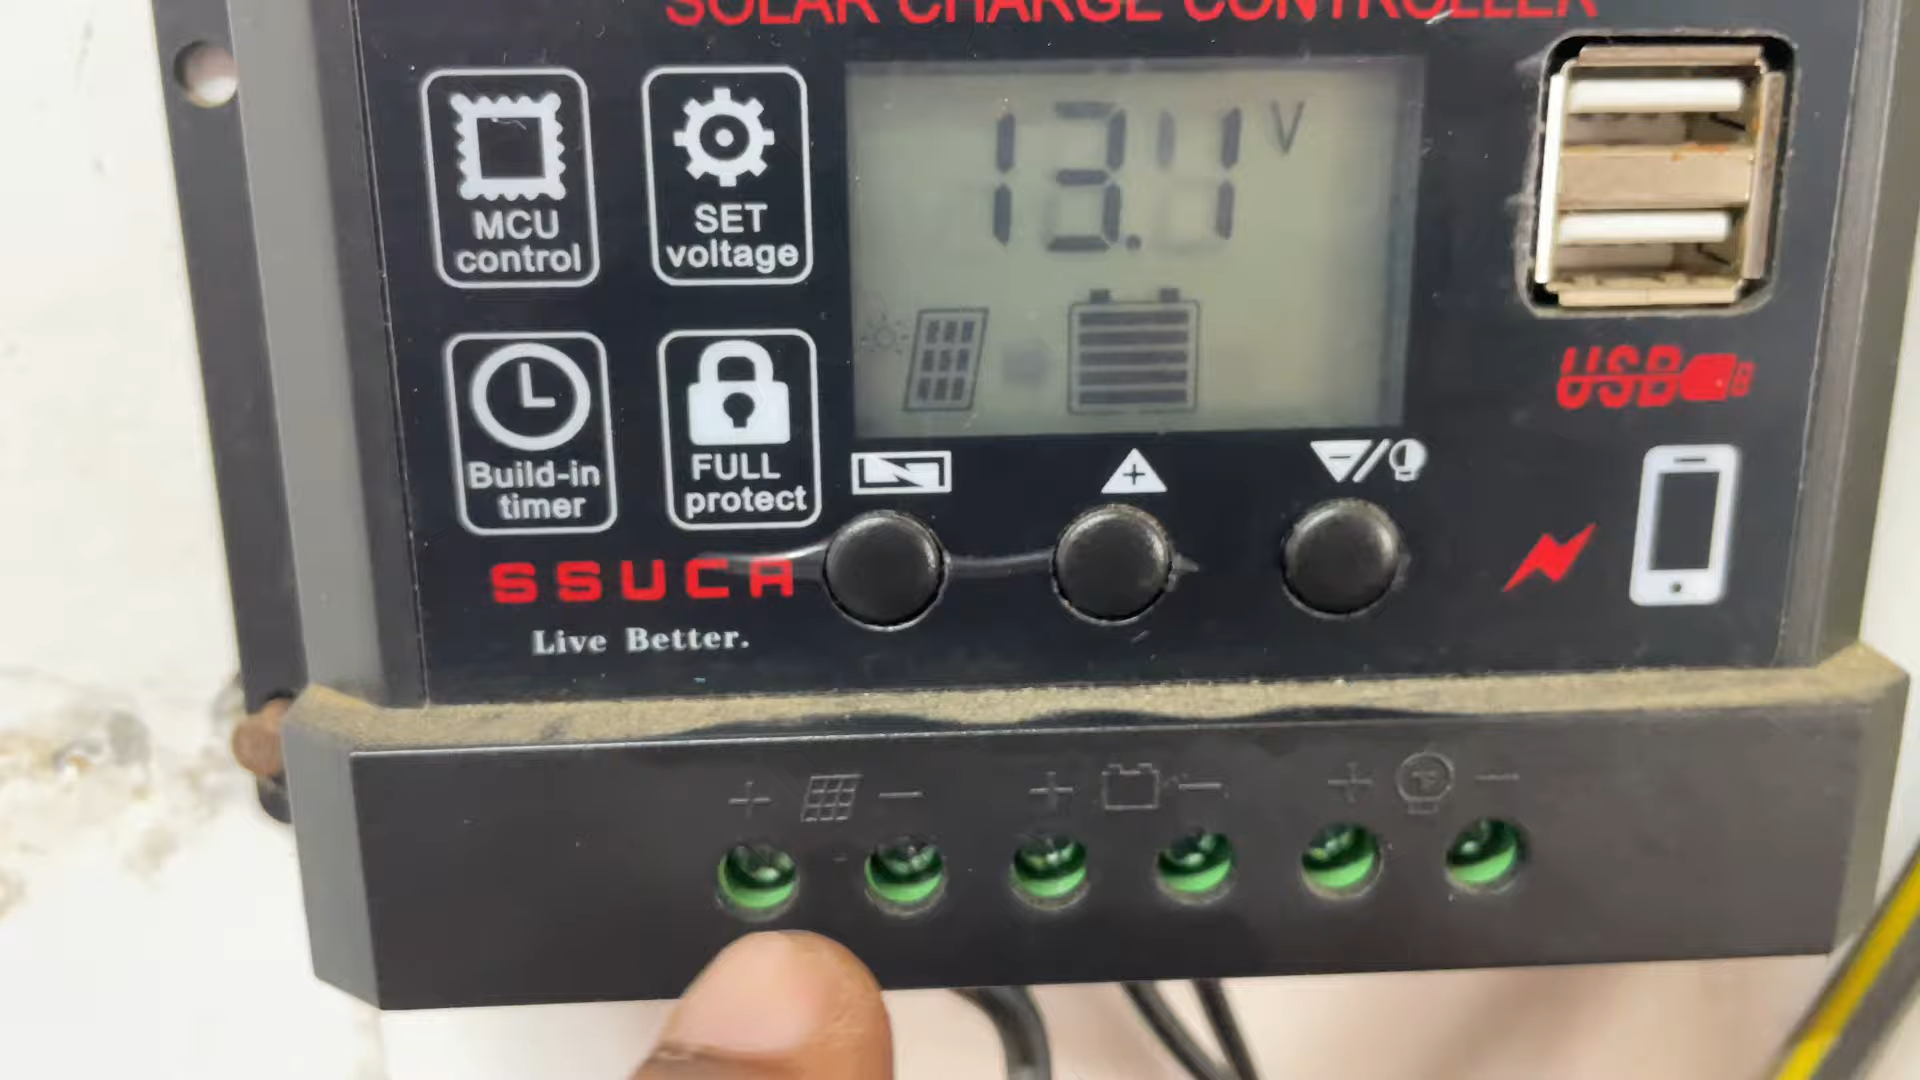 SOLAR CHARGE CONTROLLER
MCU
control
SET
voltage
13.1 V
USB
Build-in
timer
FULL
protect
SSUCA
Live Better.
+ - + - + -